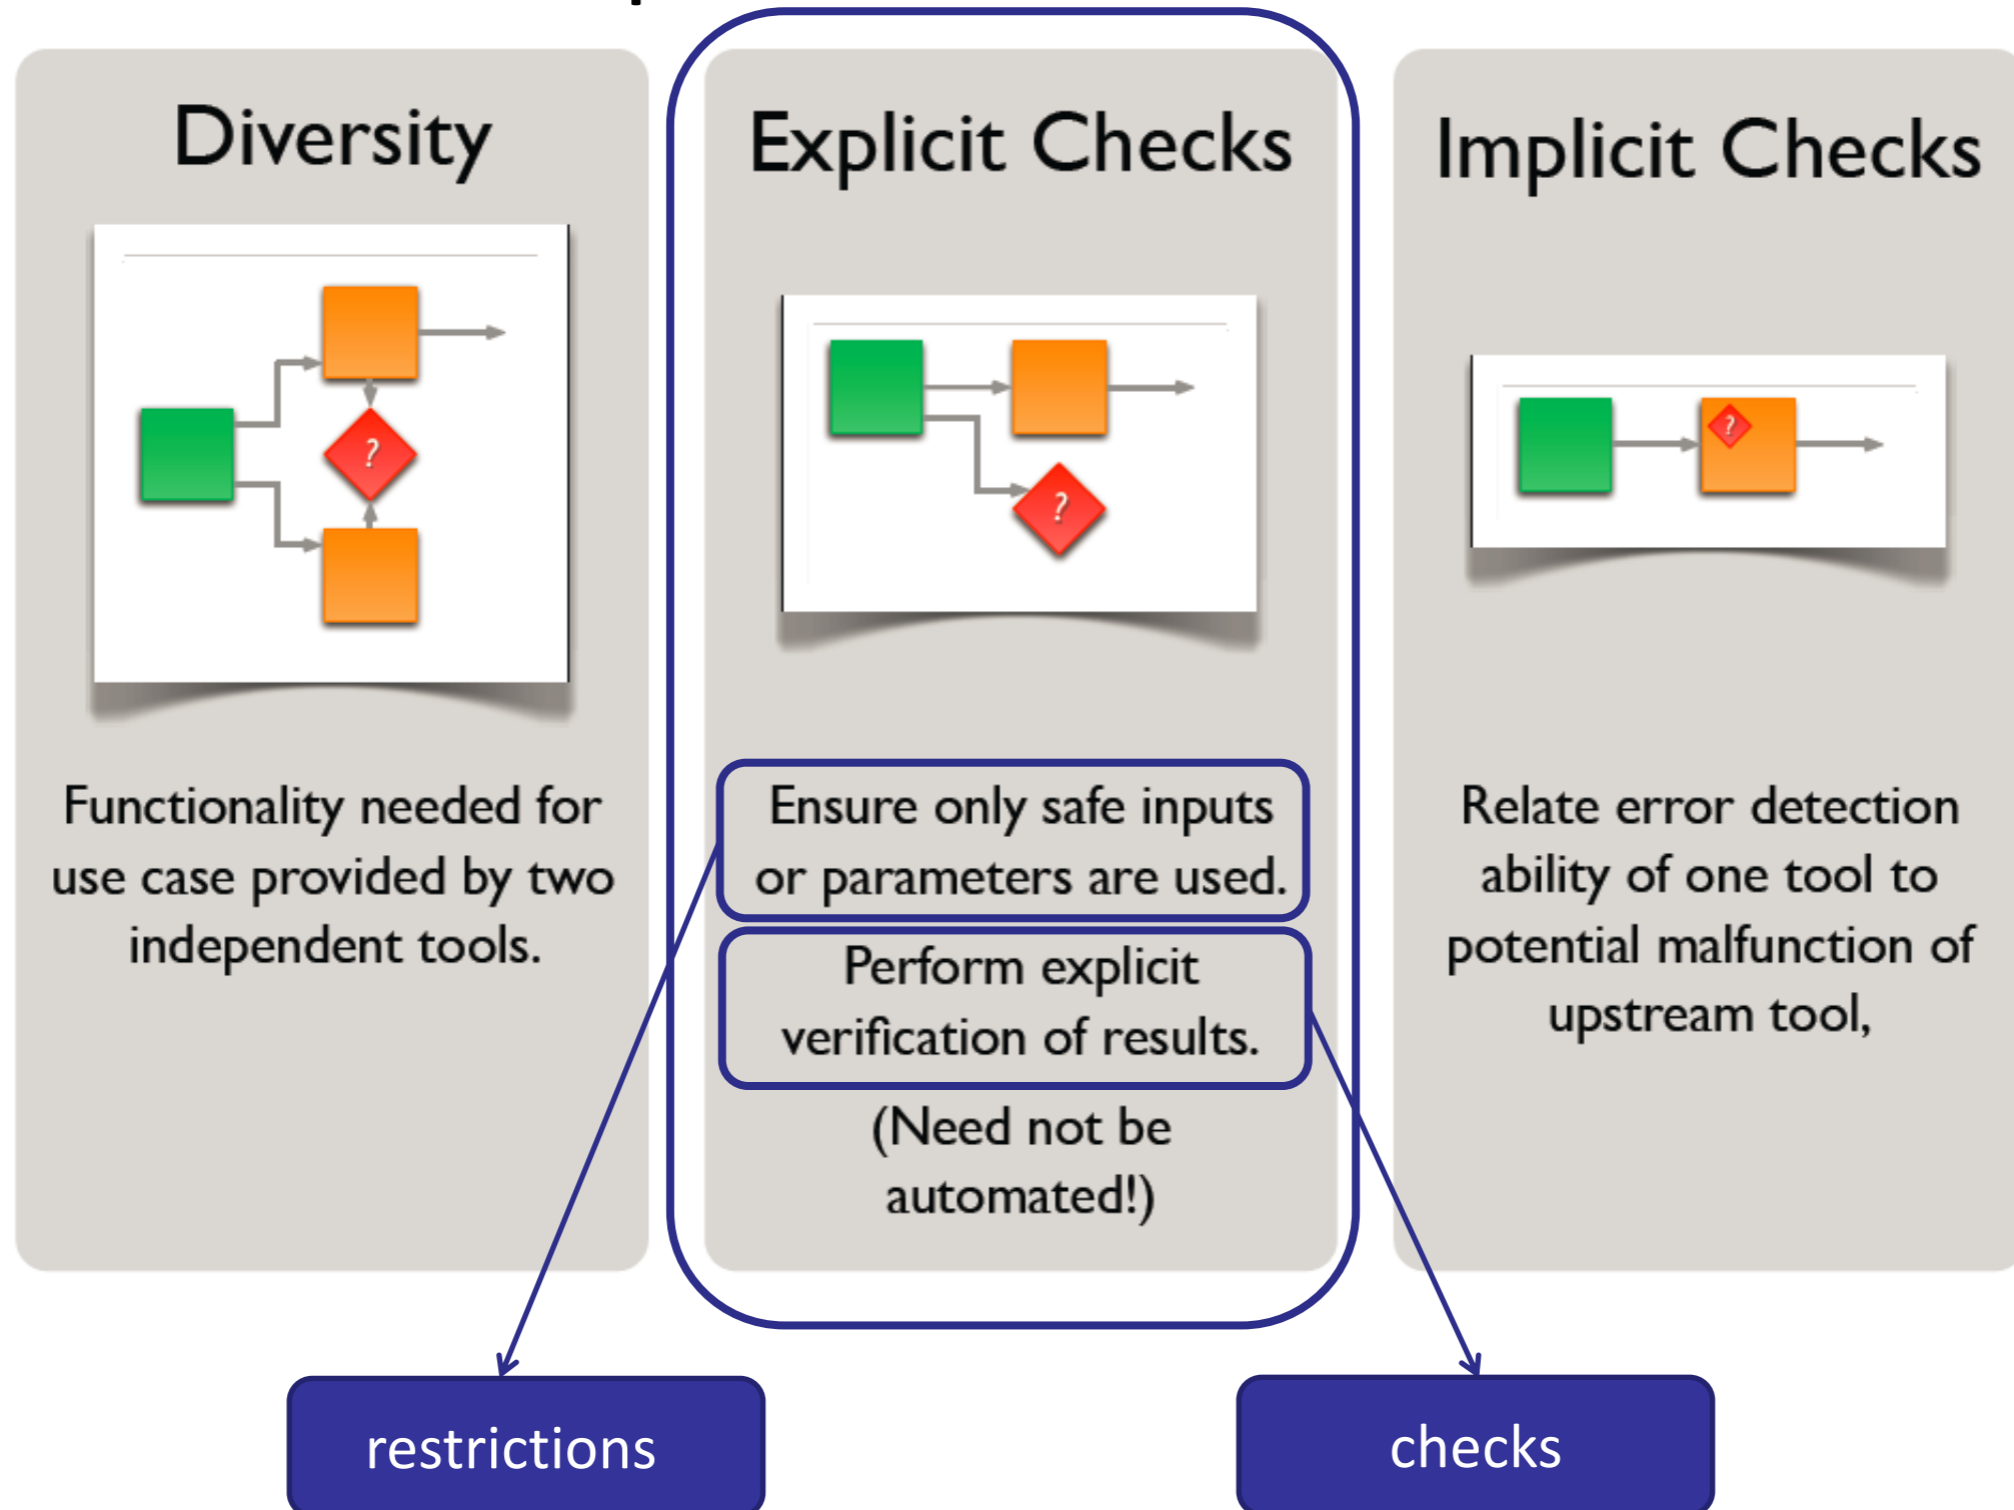 Diversity
?
Functionality needed for
use case provided by two
independent tools.
Explicit Checks
?
Ensure only safe inputs
or parameters are used.
Perform explicit
verification of results.
(Need not be
automated!)
Implicit Checks
?
Relate error detection
ability of one tool to
potential malfunction of
upstream tool,
restrictions
checks